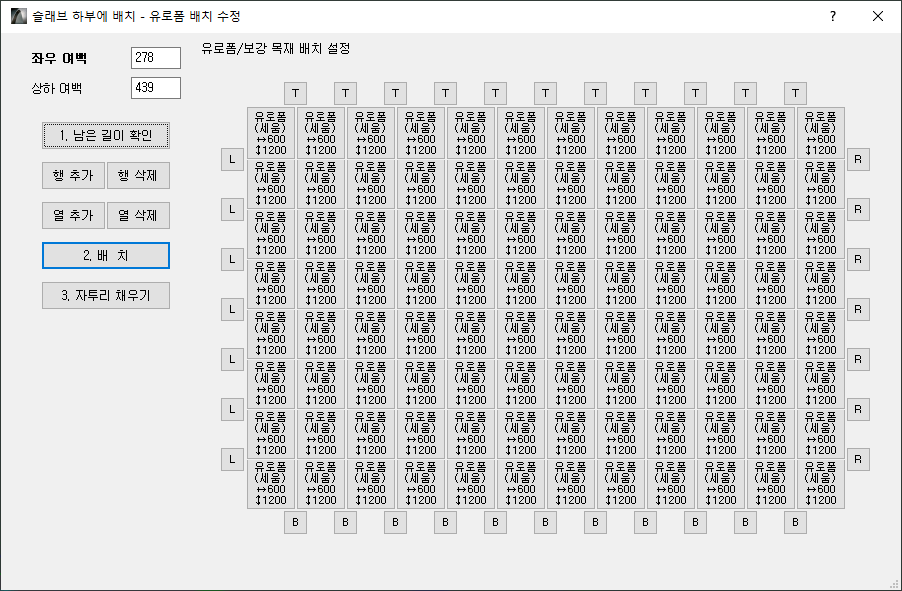 슬래브 하부에 배치 - 유로폼 배치 수정
좌우 여백 278
상하 여백 439
1. 남은 길이 확인
행 추가 행 삭제
열 추가 열 삭제
2. 배 치
3. 자투리 채우기
유로폼/보강 목재 배치 설정
T T T T T T T T T T T
유로폼 유로폼 유로폼 유로폼 유로폼 유로폼 유로폼 유로폼 유로폼 유로폼 유로폼 유로폼
(세움) (세움) (세움) (세움) (세움) (세움) (세움) (세움) (세움) (세움) (세움) (세움)
↔600 ↔600 ↔600 ↔600 ↔600 ↔600 ↔600 ↔600 ↔600 ↔600 ↔600 ↔600
↕1200 ↕1200 ↕1200 ↕1200 ↕1200 ↕1200 ↕1200 ↕1200 ↕1200 ↕1200 ↕1200 ↕1200
L R
유로폼 유로폼 유로폼 유로폼 유로폼 유로폼 유로폼 유로폼 유로폼 유로폼 유로폼 유로폼
(세움) (세움) (세움) (세움) (세움) (세움) (세움) (세움) (세움) (세움) (세움) (세움)
↔600 ↔600 ↔600 ↔600 ↔600 ↔600 ↔600 ↔600 ↔600 ↔600 ↔600 ↔600
↕1200 ↕1200 ↕1200 ↕1200 ↕1200 ↕1200 ↕1200 ↕1200 ↕1200 ↕1200 ↕1200 ↕1200
L R
유로폼 유로폼 유로폼 유로폼 유로폼 유로폼 유로폼 유로폼 유로폼 유로폼 유로폼 유로폼
(세움) (세움) (세움) (세움) (세움) (세움) (세움) (세움) (세움) (세움) (세움) (세움)
↔600 ↔600 ↔600 ↔600 ↔600 ↔600 ↔600 ↔600 ↔600 ↔600 ↔600 ↔600
↕1200 ↕1200 ↕1200 ↕1200 ↕1200 ↕1200 ↕1200 ↕1200 ↕1200 ↕1200 ↕1200 ↕1200
L R
유로폼 유로폼 유로폼 유로폼 유로폼 유로폼 유로폼 유로폼 유로폼 유로폼 유로폼 유로폼
(세움) (세움) (세움) (세움) (세움) (세움) (세움) (세움) (세움) (세움) (세움) (세움)
↔600 ↔600 ↔600 ↔600 ↔600 ↔600 ↔600 ↔600 ↔600 ↔600 ↔600 ↔600
↕1200 ↕1200 ↕1200 ↕1200 ↕1200 ↕1200 ↕1200 ↕1200 ↕1200 ↕1200 ↕1200 ↕1200
L R
유로폼 유로폼 유로폼 유로폼 유로폼 유로폼 유로폼 유로폼 유로폼 유로폼 유로폼 유로폼
(세움) (세움) (세움) (세움) (세움) (세움) (세움) (세움) (세움) (세움) (세움) (세움)
↔600 ↔600 ↔600 ↔600 ↔600 ↔600 ↔600 ↔600 ↔600 ↔600 ↔600 ↔600
↕1200 ↕1200 ↕1200 ↕1200 ↕1200 ↕1200 ↕1200 ↕1200 ↕1200 ↕1200 ↕1200 ↕1200
L R
유로폼 유로폼 유로폼 유로폼 유로폼 유로폼 유로폼 유로폼 유로폼 유로폼 유로폼 유로폼
(세움) (세움) (세움) (세움) (세움) (세움) (세움) (세움) (세움) (세움) (세움) (세움)
↔600 ↔600 ↔600 ↔600 ↔600 ↔600 ↔600 ↔600 ↔600 ↔600 ↔600 ↔600
↕1200 ↕1200 ↕1200 ↕1200 ↕1200 ↕1200 ↕1200 ↕1200 ↕1200 ↕1200 ↕1200 ↕1200
L R
유로폼 유로폼 유로폼 유로폼 유로폼 유로폼 유로폼 유로폼 유로폼 유로폼 유로폼 유로폼
(세움) (세움) (세움) (세움) (세움) (세움) (세움) (세움) (세움) (세움) (세움) (세움)
↔600 ↔600 ↔600 ↔600 ↔600 ↔600 ↔600 ↔600 ↔600 ↔600 ↔600 ↔600
↕1200 ↕1200 ↕1200 ↕1200 ↕1200 ↕1200 ↕1200 ↕1200 ↕1200 ↕1200 ↕1200 ↕1200
L R
유로폼 유로폼 유로폼 유로폼 유로폼 유로폼 유로폼 유로폼 유로폼 유로폼 유로폼 유로폼
(세움) (세움) (세움) (세움) (세움) (세움) (세움) (세움) (세움) (세움) (세움) (세움)
↔600 ↔600 ↔600 ↔600 ↔600 ↔600 ↔600 ↔600 ↔600 ↔600 ↔600 ↔600
↕1200 ↕1200 ↕1200 ↕1200 ↕1200 ↕1200 ↕1200 ↕1200 ↕1200 ↕1200 ↕1200 ↕1200
B B B B B B B B B B B